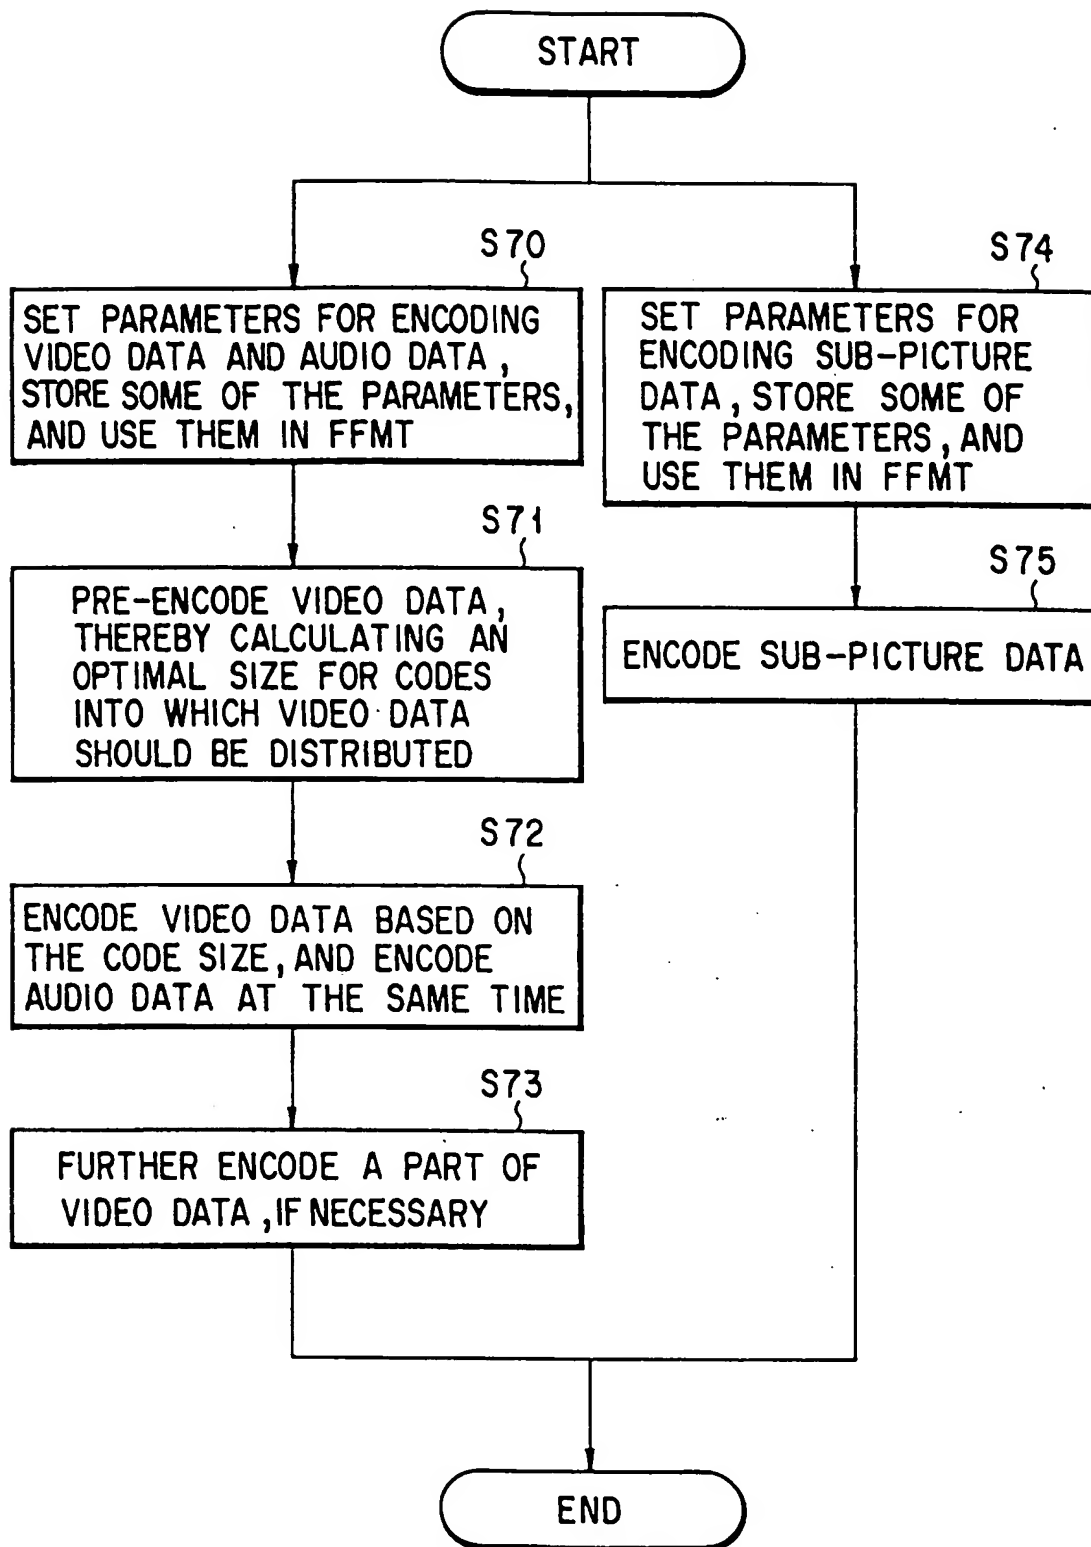 START
S70
SET PARAMETERS FOR ENCODING
VIDEO DATA AND AUDIO DATA,
STORE SOME OF THE PARAMETERS,
AND USE THEM IN FFMT
S71
PRE-ENCODE VIDEO DATA,
THEREBY CALCULATING AN
OPTIMAL SIZE FOR CODES
INTO WHICH VIDEO DATA
SHOULD BE DISTRIBUTED
S72
ENCODE VIDEO DATA BASED ON
THE CODE SIZE, AND ENCODE
AUDIO DATA AT THE SAME TIME
S73
FURTHER ENCODE A PART OF
VIDEO DATA, IF NECESSARY
S74
SET PARAMETERS FOR
ENCODING SUB-PICTURE
DATA, STORE SOME OF
THE PARAMETERS, AND
USE THEM IN FFMT
S75
ENCODE SUB-PICTURE DATA
END